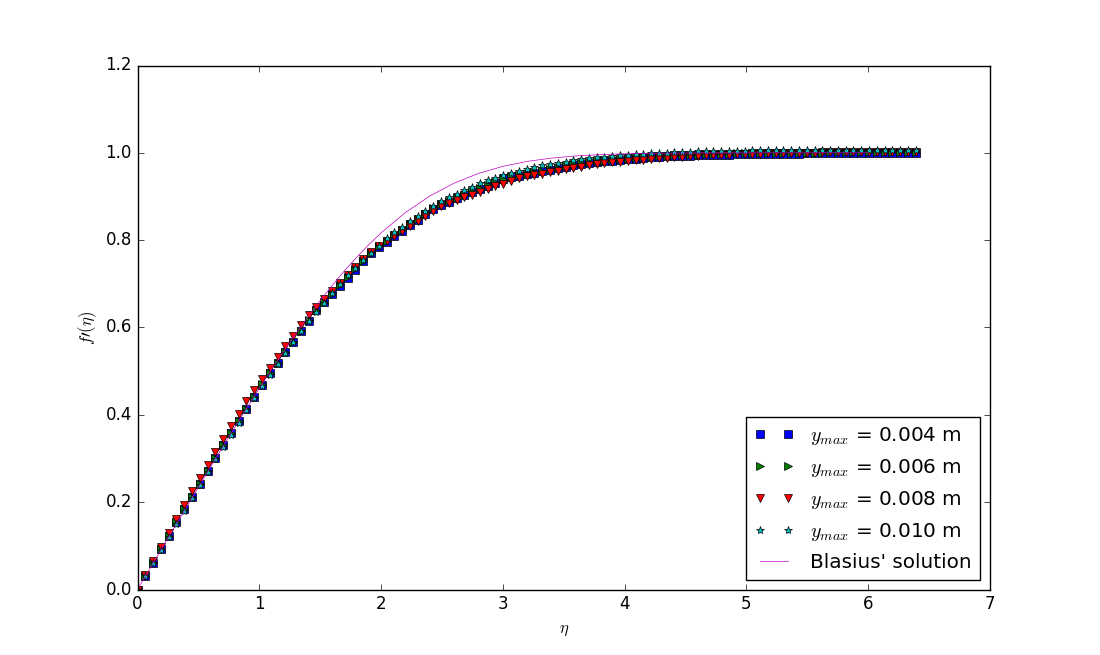 1.2
1.0
0.8
0.6
0.4
0.2
0.0
f′(η)
0 1 2 3 4 5 6 7
η
y_max = 0.004 m
y_max = 0.006 m
y_max = 0.008 m
y_max = 0.010 m
Blasius' solution